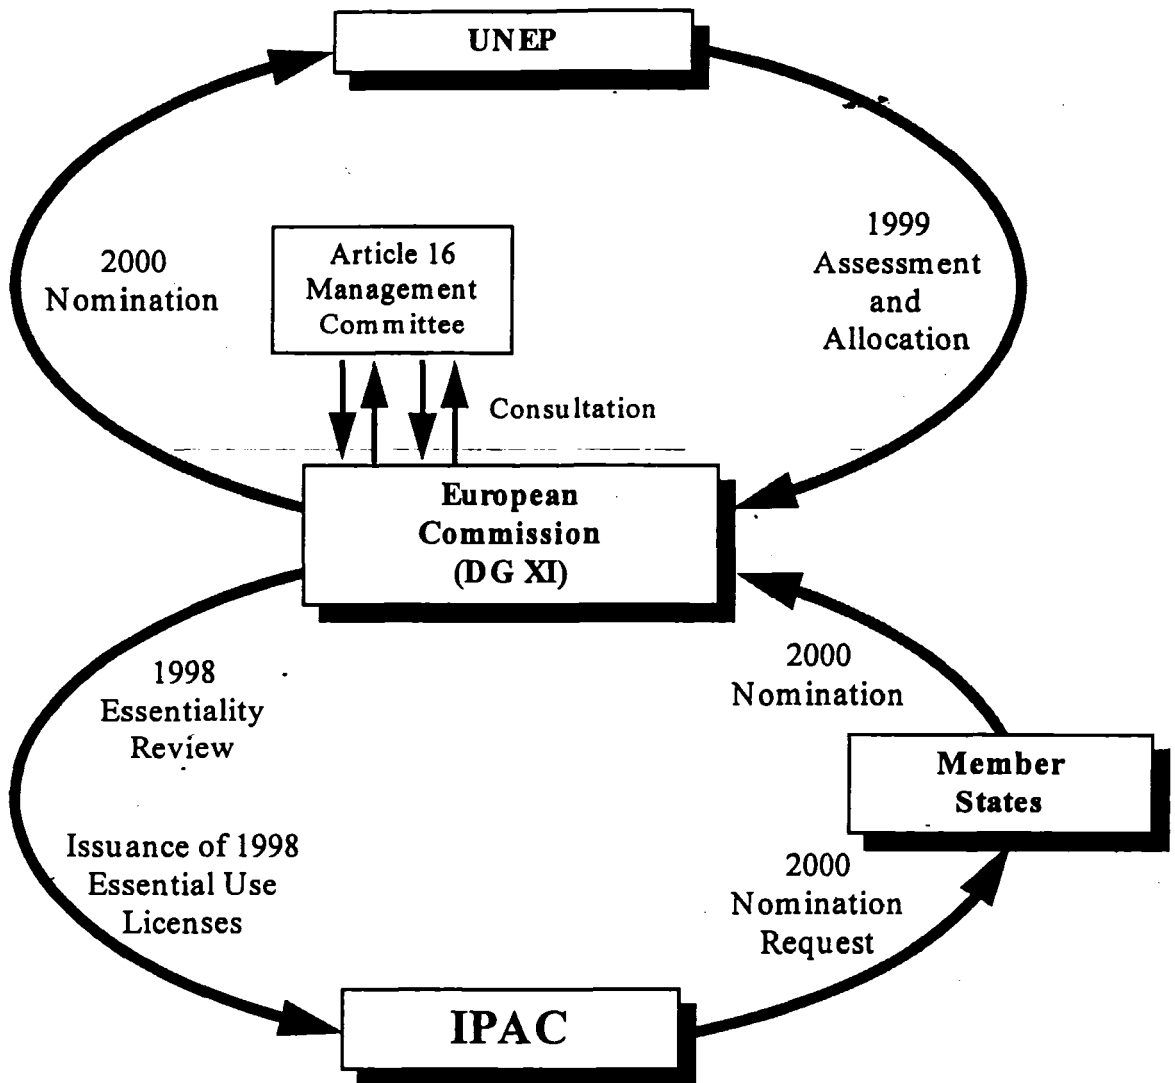 UNEP
2000
Nomination
Article 16
Management
Committee
1999
Assessment
and
Allocation
Consultation
European
Commission
(DG XI)
1998
Essentiality
Review
2000
Nomination
Member
States
Issuance of 1998
Essential Use
Licenses
2000
Nomination
Request
IPAC